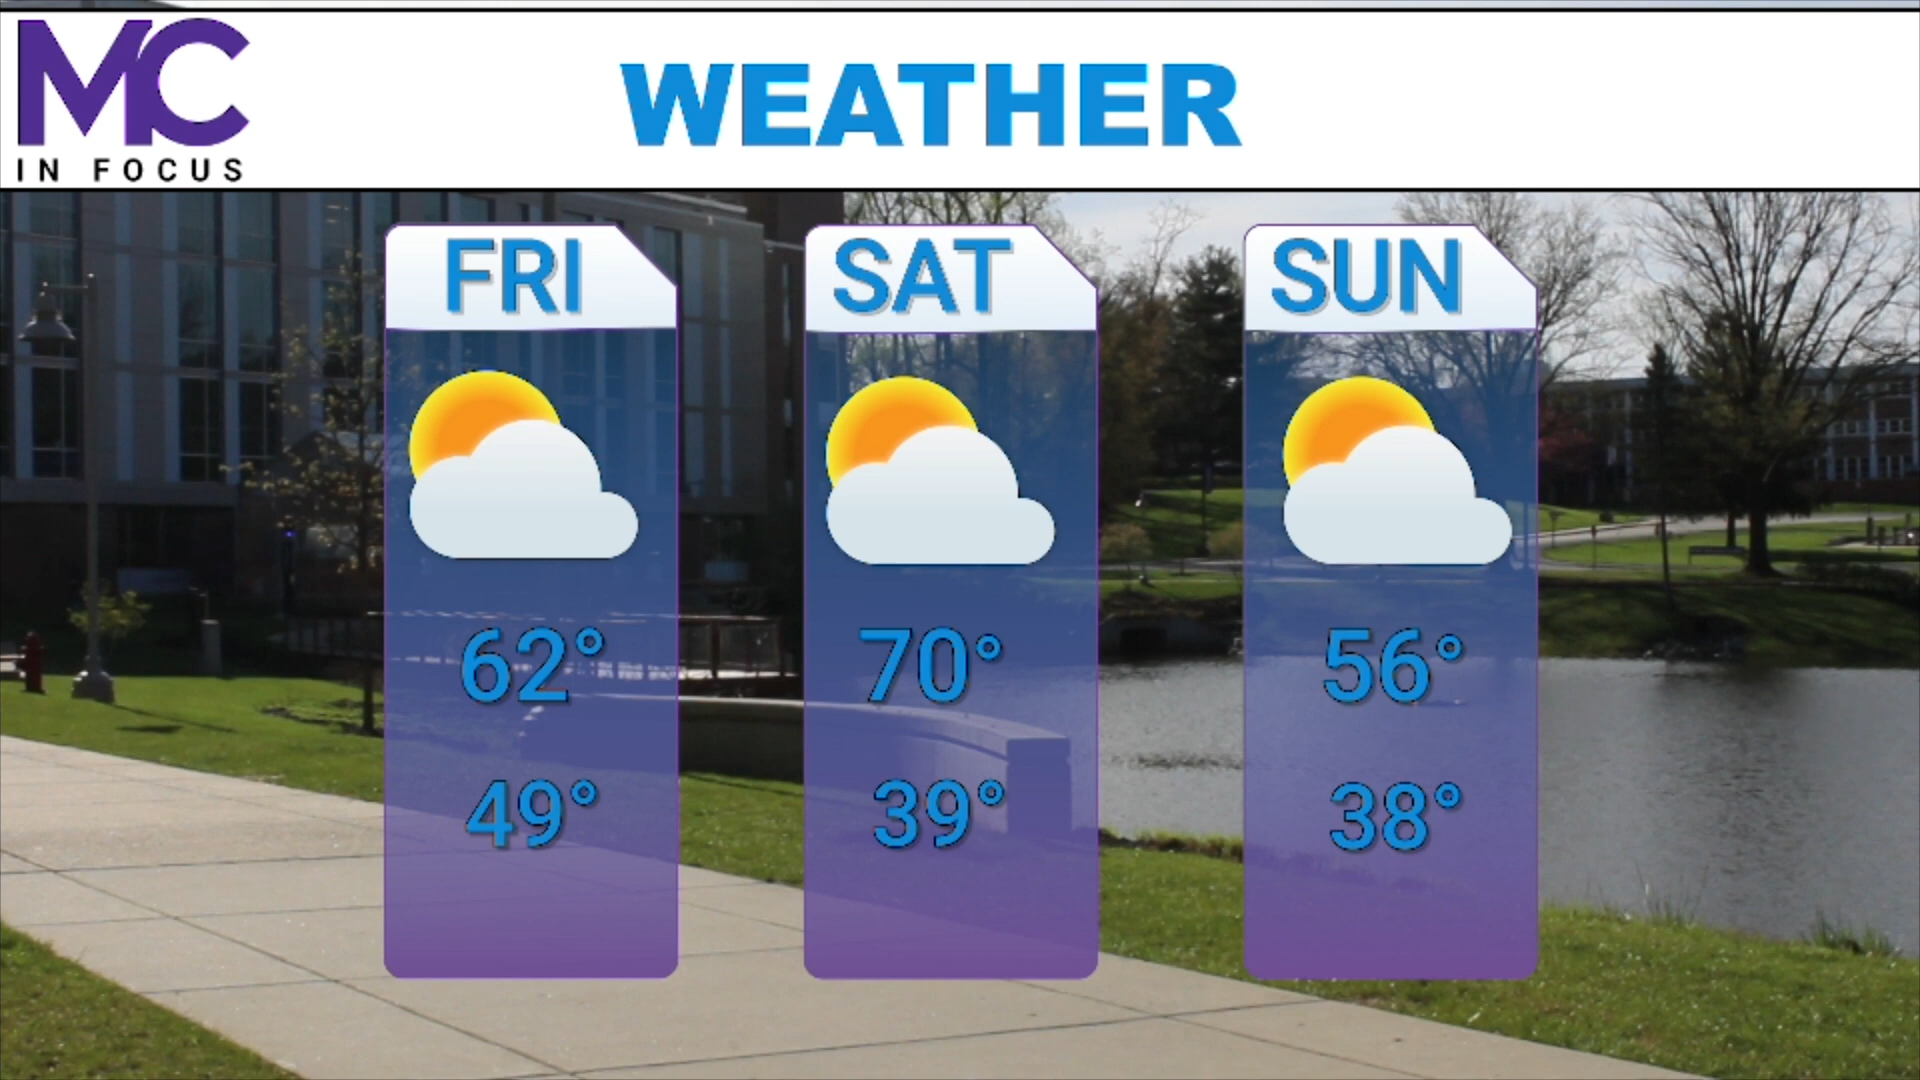 MC
IN FOCUS
WEATHER
FRI
SAT
SUN
62°
70°
56°
49°
39°
38°